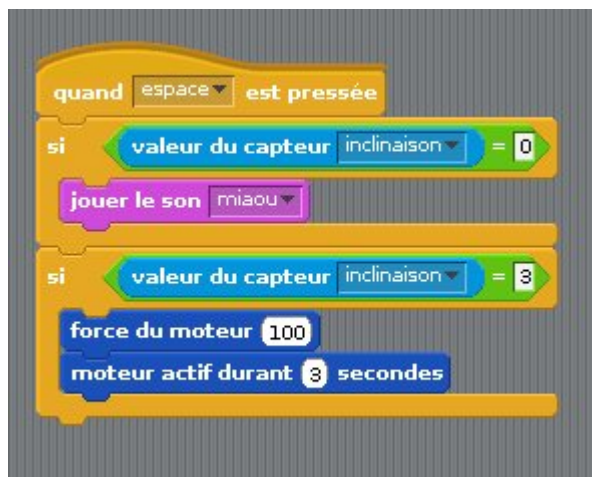 quand espace est pressée
si valeur du capteur inclinaison = 0
jouer le son miaou
si valeur du capteur inclinaison = 3
force du moteur 100
moteur actif durant 3 secondes